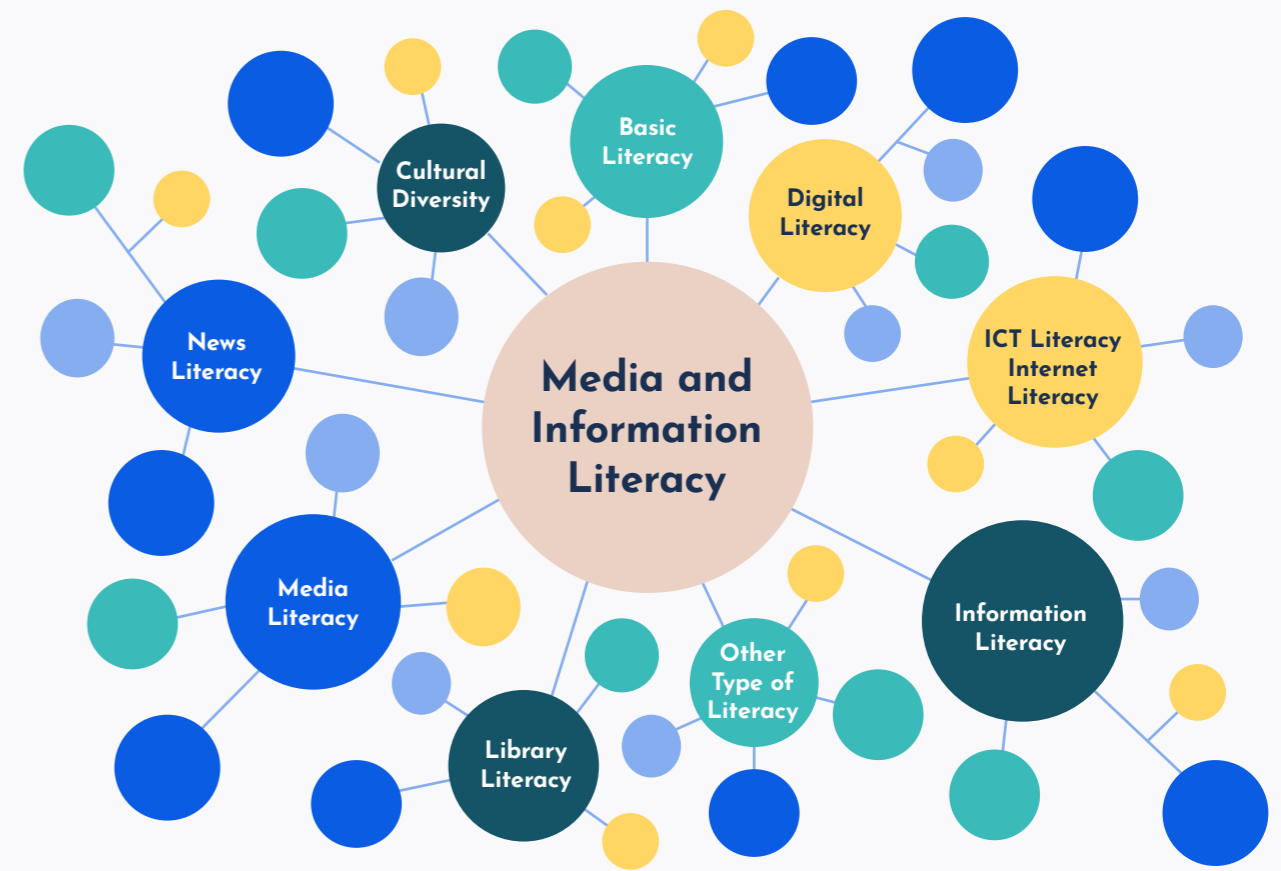 Media and
Information
Literacy
Basic
Literacy
Digital
Literacy
ICT Literacy
Internet
Literacy
Information
Literacy
Other
Type of
Literacy
Library
Literacy
Media
Literacy
News
Literacy
Cultural
Diversity